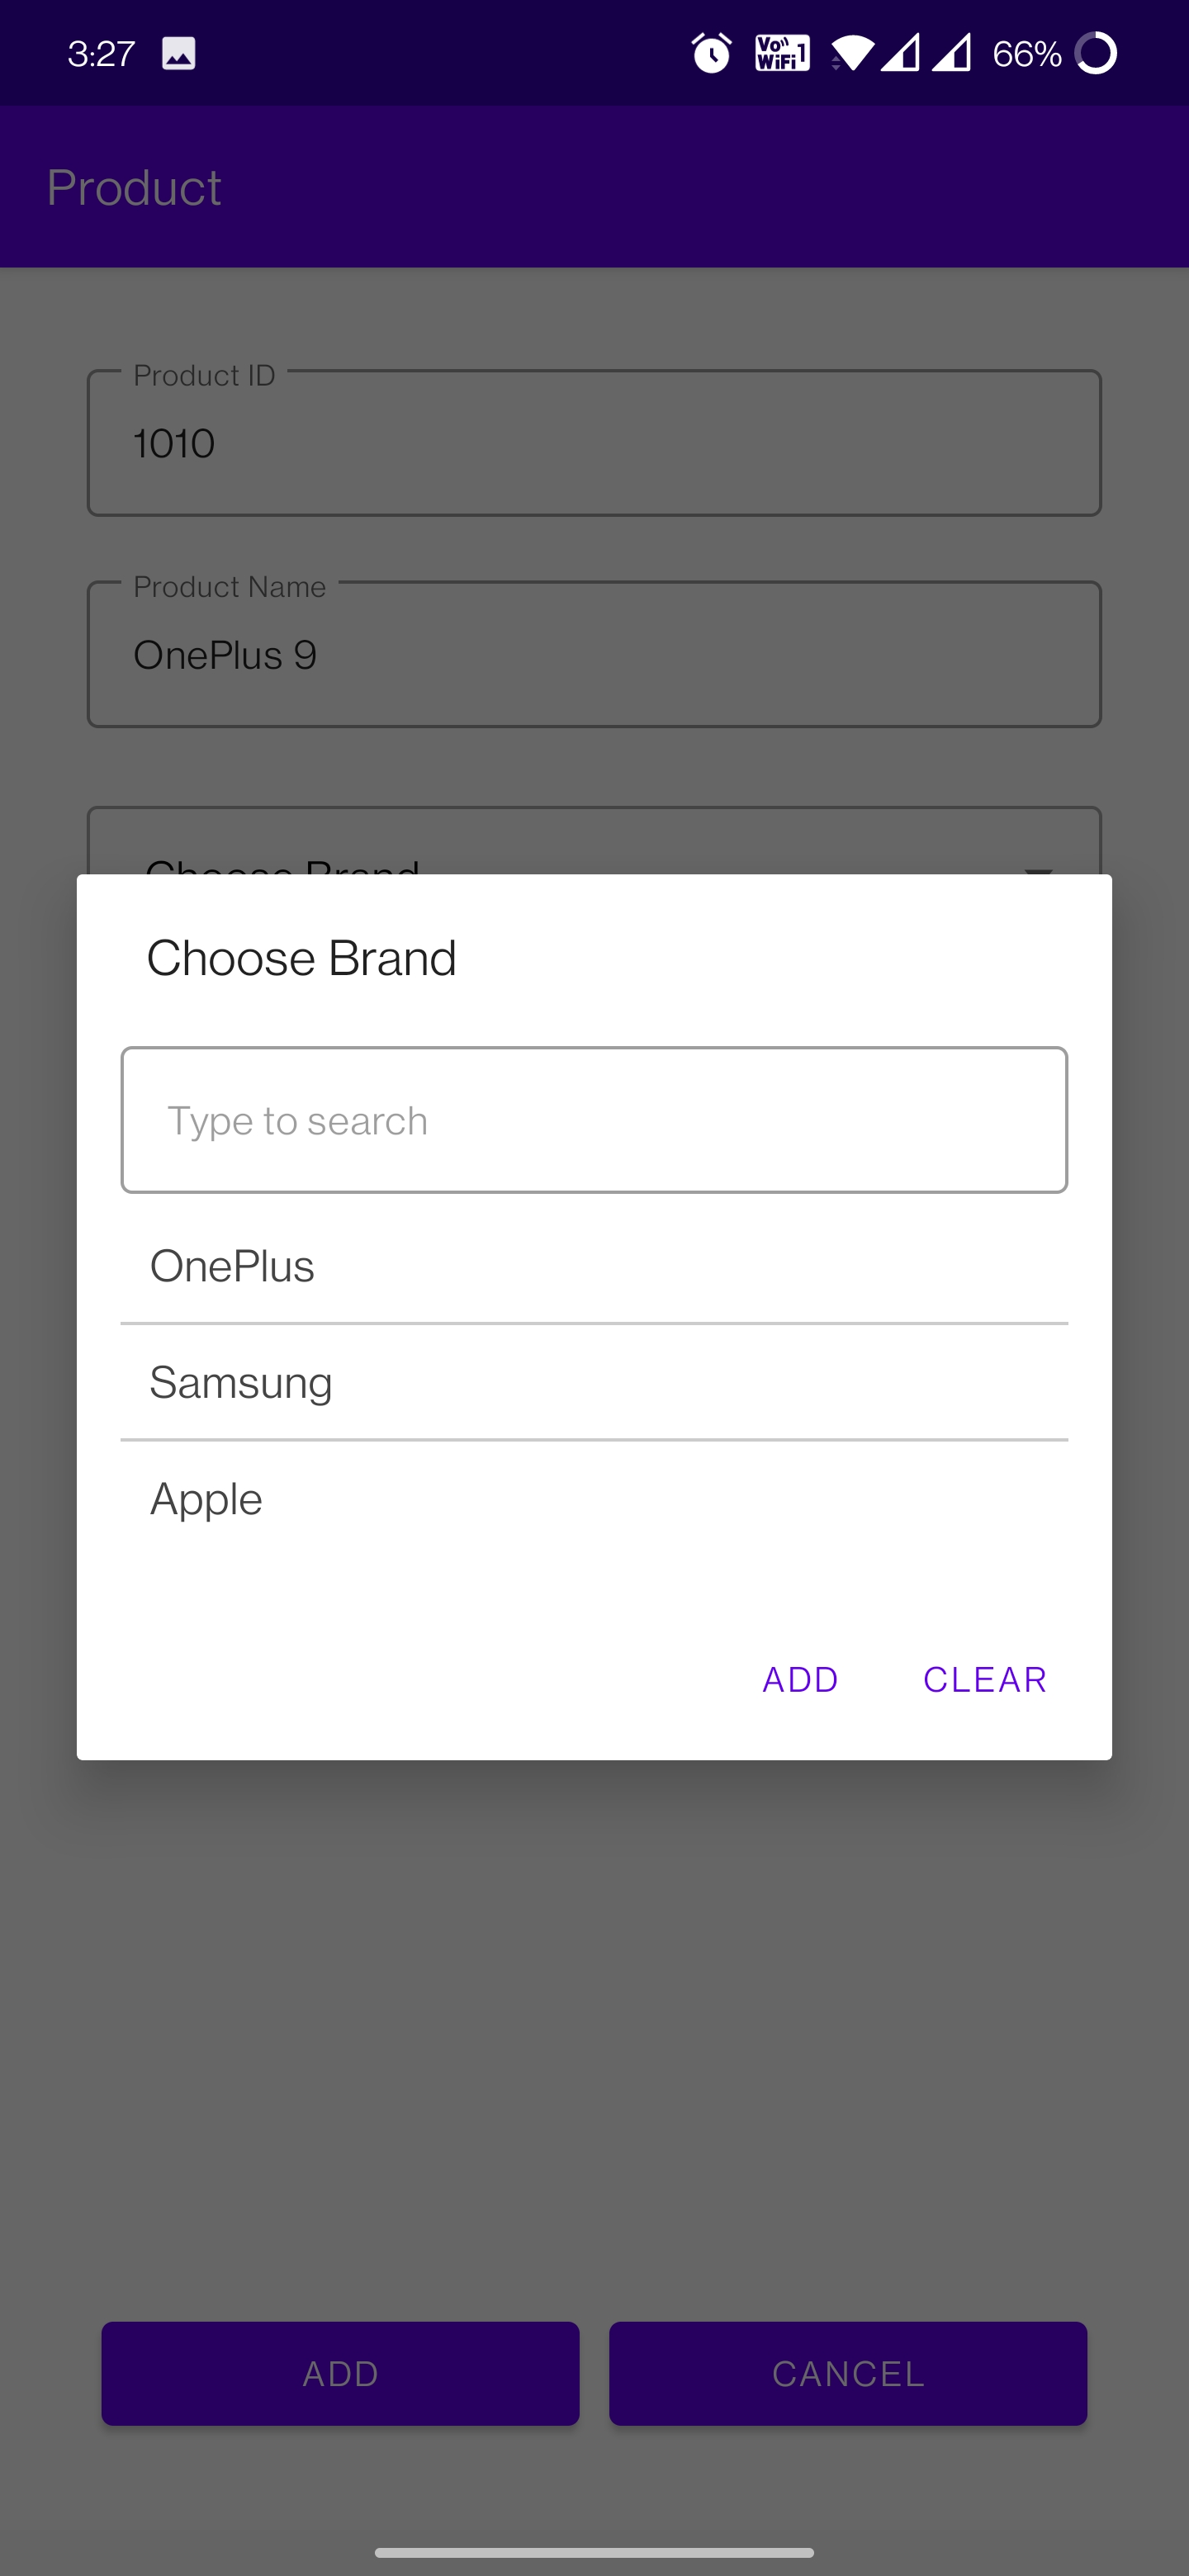 3:27 Vo WiFi 1 66%
Product
Product ID
1010
Product Name
OnePlus 9
Choose Brand
Choose Brand
Type to search
OnePlus
Samsung
Apple
ADD CLEAR
ADD CANCEL